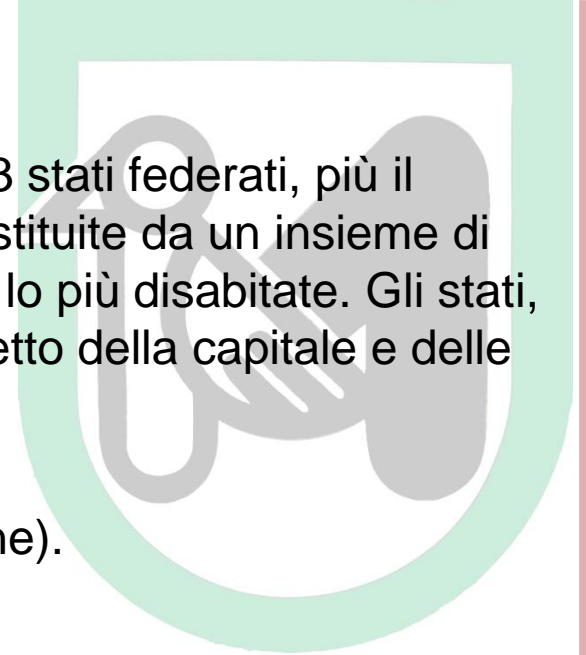 3 stati federati, più il
stituite da un insieme di
lo più disabitate. Gli stati,
etto della capitale e delle
ne).